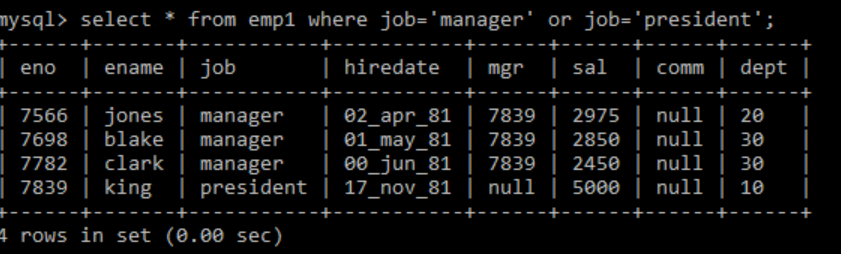 mysql> select * from emp1 where job='manager' or job='president';
+------+-------+-----------+-----------+------+------+------+------+
| eno  | ename | job       | hiredate  | mgr  | sal  | comm | dept |
+------+-------+-----------+-----------+------+------+------+------+
| 7566 | jones | manager   | 02_apr_81 | 7839 | 2975 | null | 20   |
| 7698 | blake | manager   | 01_may_81 | 7839 | 2850 | null | 30   |
| 7782 | clark | manager   | 00_jun_81 | 7839 | 2450 | null | 30   |
| 7839 | king  | president | 17_nov_81 | null | 5000 | null | 10   |
+------+-------+-----------+-----------+------+------+------+------+
4 rows in set (0.00 sec)